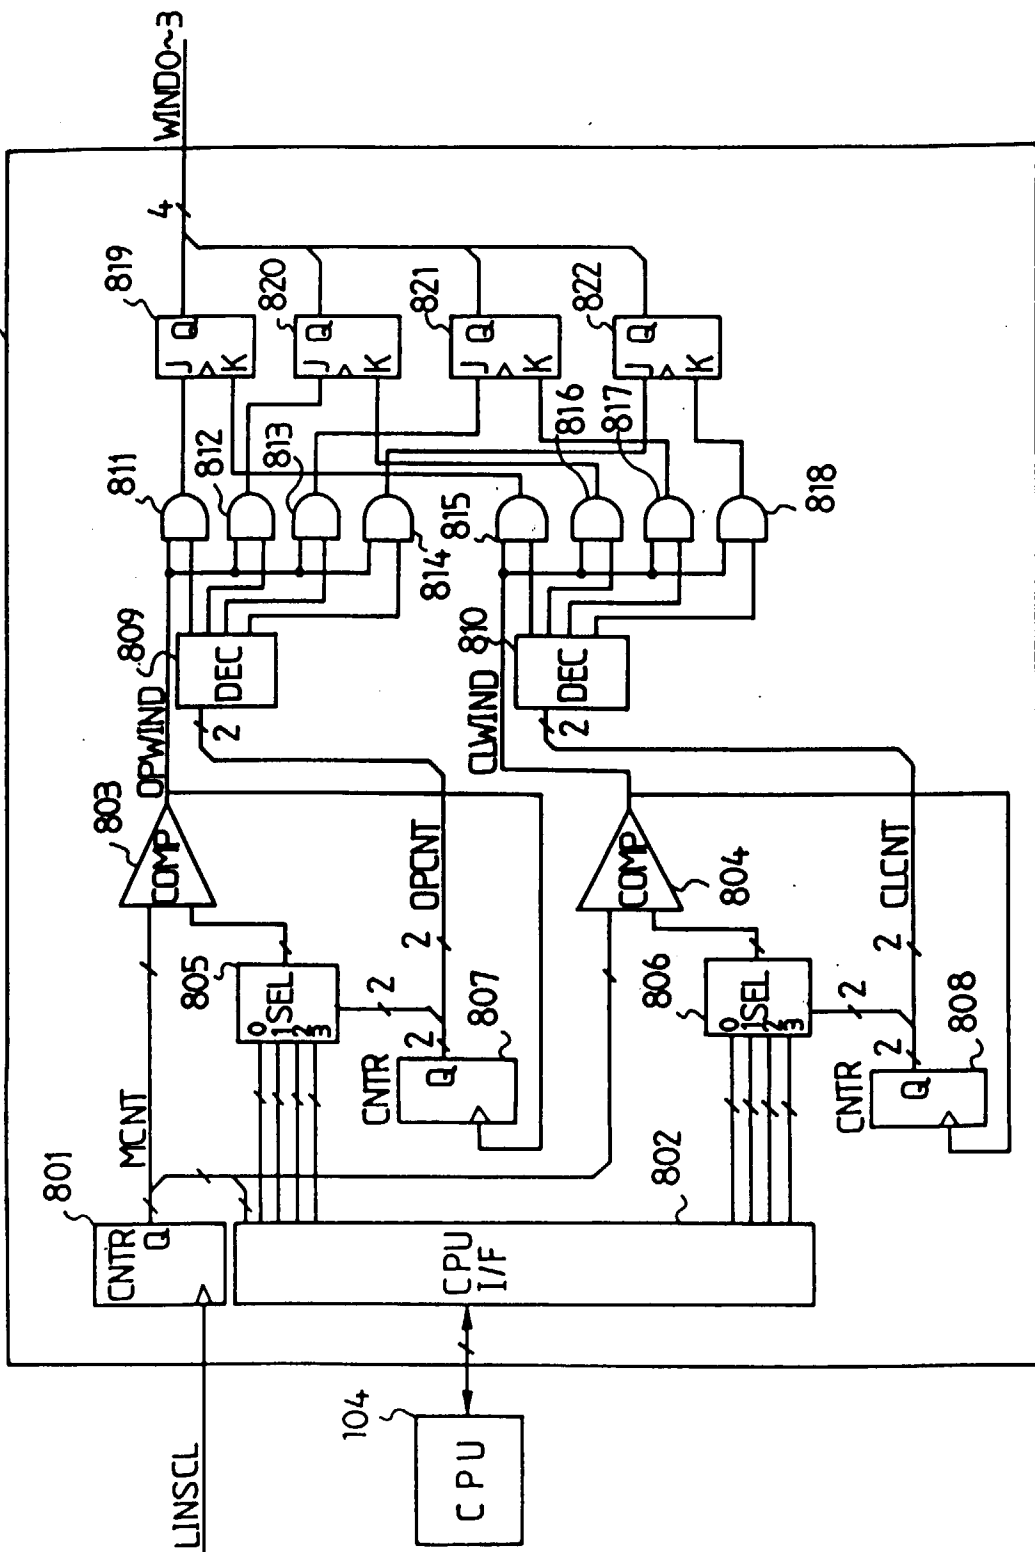 LINSCL
CPU
104
CNTR
Q
801
CPU
I/F
802
MCNT
0
1
2
3
SEL
805
CNTR
Q
807
2
2
2
OPCNT
COMP
803
OPWIND
2
DEC
809
811
812
813
814
0
1
2
3
SEL
806
CNTR
Q
808
2
2
2
CLCNT
COMP
804
CLWIND
2
DEC
810
815
816
817
818
J
Q
K
819
J
Q
K
820
J
Q
K
821
J
Q
K
822
4
WIND0~3